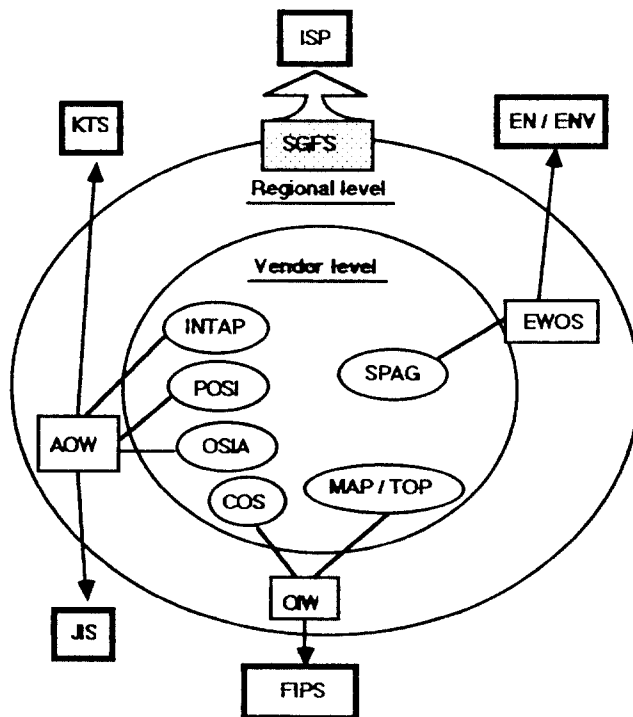 ISP
KTS
EN / ENV
SGFS
Regional level
Vendor level
INTAP
EWOS
SPAG
POSI
AOW
OSIA
COS
MAP / TOP
OIW
JIS
FIPS